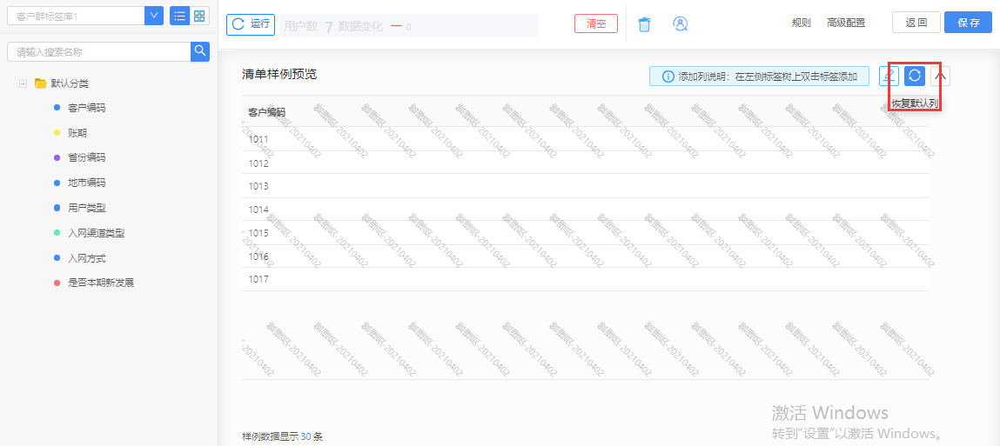 客户群标签库1
运行
用户数 7 数据变化 — 0
清空
规则
高级配置
返回
保存
请输入搜索名称
默认分类
客户编码
账期
省份编码
地市编码
用户类型
入网渠道类型
入网方式
是否本期新发展
清单样例预览
添加列说明：在左侧标签树上双击标签添加
恢复默认列
客户编码
1011
1012
1013
1014
1015
1016
1017
样例数据显示 30 条
激活 Windows
转到“设置”以激活 Windows。